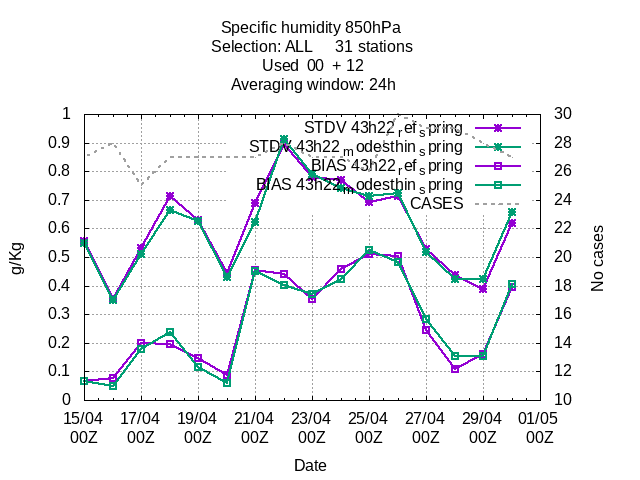 Specific humidity 850hPa
Selection: ALL     31 stations
Used  00  + 12
Averaging window: 24h
STDV 43h22_ref_spring
STDV 43h22_modesthin_spring
BIAS 43h22_ref_spring
BIAS 43h22_modesthin_spring
CASES
g/Kg
1
0.9
0.8
0.7
0.6
0.5
0.4
0.3
0.2
0.1
0
No cases
30
28
26
24
22
20
18
16
14
12
10
15/04 17/04 19/04 21/04 23/04 25/04 27/04 29/04 01/05
00Z 00Z 00Z 00Z 00Z 00Z 00Z 00Z 00Z
Date